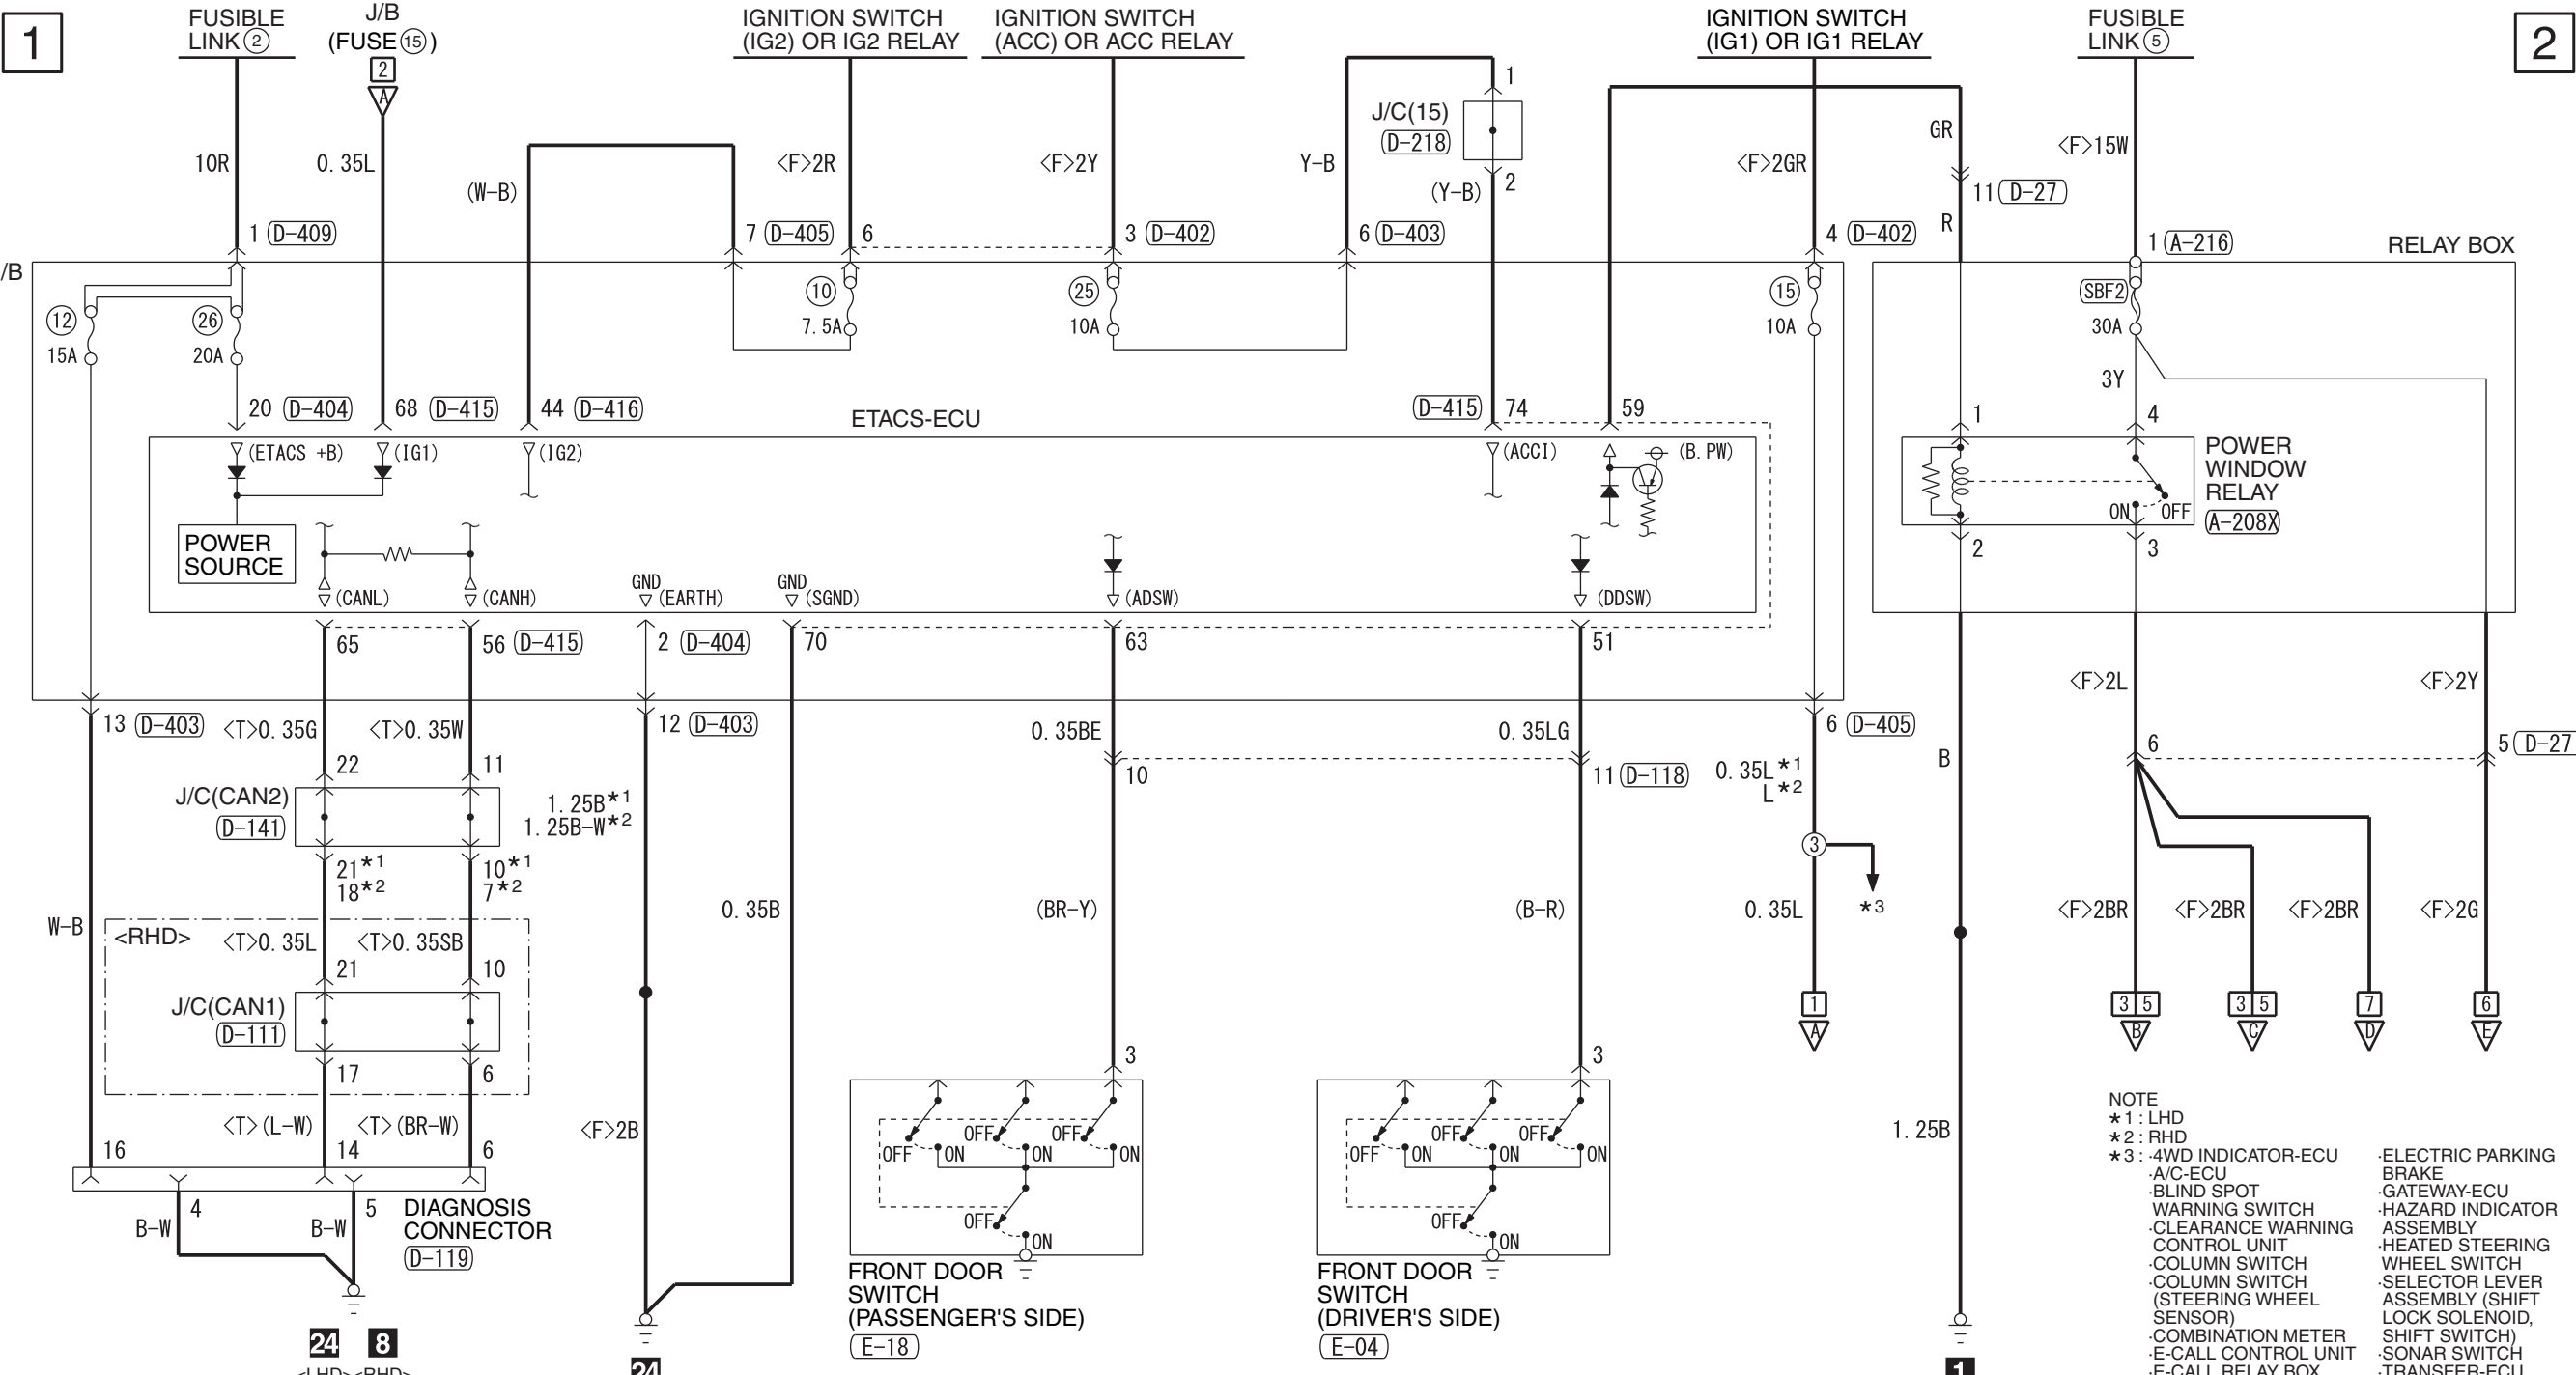 1
FUSIBLE
LINK②
J/B
(FUSE⑮)
2
A
IGNITION SWITCH
(IG2) OR IG2 RELAY
IGNITION SWITCH
(ACC) OR ACC RELAY
IGNITION SWITCH
(IG1) OR IG1 RELAY
FUSIBLE
LINK⑤
2
10R
0.35L
(W-B)
<F>2R
<F>2Y
Y-B
J/C(15)
D-218
1
2
(Y-B)
<F>2GR
GR
11 D-27
R
<F>15W
1 D-409
7 D-405 6
3 D-402
6 D-403
4 D-402
1 A-216
RELAY BOX
/B
⑫
15A
㉖
20A
⑩
7.5A
㉕
10A
⑮
10A
SBF2
30A
3Y
20 D-404
68 D-415
44 D-416
ETACS-ECU
D-415 74
59
1
4
(ETACS +B)
(IG1)
(IG2)
(ACCI)
(B.PW)
POWER
WINDOW
RELAY
A-208X
ON
OFF
2
3
POWER
SOURCE
(CANL)
(CANH)
GND
(EARTH)
GND
(SGND)
(ADSW)
(DDSW)
65
56 D-415
2 D-404
70
63
51
13 D-403
<T>0.35G
<T>0.35W
12 D-403
0.35BE
0.35LG
6 D-405
<F>2L
<F>2Y
22
11
10
11 D-118
0.35L*1
L*2
B
6
5 D-27
J/C(CAN2)
D-141
1.25B*1
1.25B-W*2
21*1
18*2
10*1
7*2
③
*3
W-B
<RHD>
<T>0.35L
<T>0.35SB
0.35B
(BR-Y)
(B-R)
0.35L
<F>2BR
<F>2BR
<F>2BR
<F>2G
21
10
J/C(CAN1)
D-111
17
6
1
A
3 5
B
3 5
C
7
D
6
E
3
3
<T>(L-W)
<T>(BR-W)
<F>2B
1.25B
16
14
6
OFF
ON
OFF
ON
OFF
ON
OFF
ON
OFF
ON
OFF
ON
OFF
ON
OFF
ON
4
5
B-W
B-W
DIAGNOSIS
CONNECTOR
D-119
FRONT DOOR
SWITCH
(PASSENGER'S SIDE)
E-18
FRONT DOOR
SWITCH
(DRIVER'S SIDE)
E-04
24
8
<LHD>
<RHD>
24
1
NOTE
*1 : LHD
*2 : RHD
*3 : ·4WD INDICATOR-ECU
·A/C-ECU
·BLIND SPOT
WARNING SWITCH
·CLEARANCE WARNING
CONTROL UNIT
·COLUMN SWITCH
·COLUMN SWITCH
(STEERING WHEEL
SENSOR)
·COMBINATION METER
·E-CALL CONTROL UNIT
·E-CALL RELAY BOX
·ELECTRIC PARKING
BRAKE
·GATEWAY-ECU
·HAZARD INDICATOR
ASSEMBLY
·HEATED STEERING
WHEEL SWITCH
·SELECTOR LEVER
ASSEMBLY (SHIFT
LOCK SOLENOID,
SHIFT SWITCH)
·SONAR SWITCH
·TRANSFER-ECU